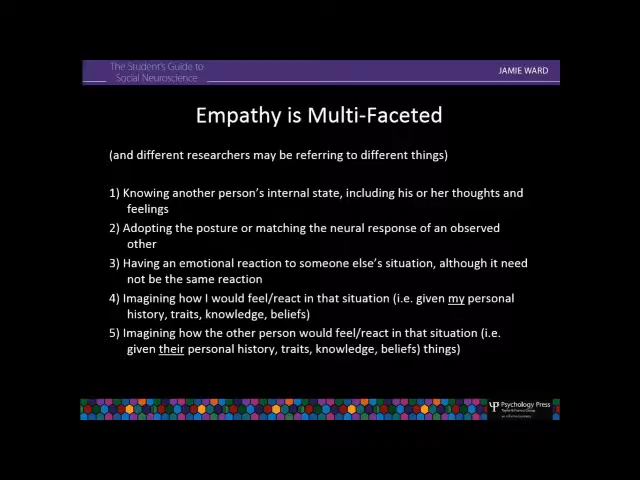 The Student's Guide to
Social Neuroscience
JAMIE WARD
Empathy is Multi-Faceted
(and different researchers may be referring to different things)
1) Knowing another person's internal state, including his or her thoughts and
feelings
2) Adopting the posture or matching the neural response of an observed
other
3) Having an emotional reaction to someone else's situation, although it need
not be the same reaction
4) Imagining how I would feel/react in that situation (i.e. given my personal
history, traits, knowledge, beliefs)
5) Imagining how the other person would feel/react in that situation (i.e.
given their personal history, traits, knowledge, beliefs) things)
Psychology Press